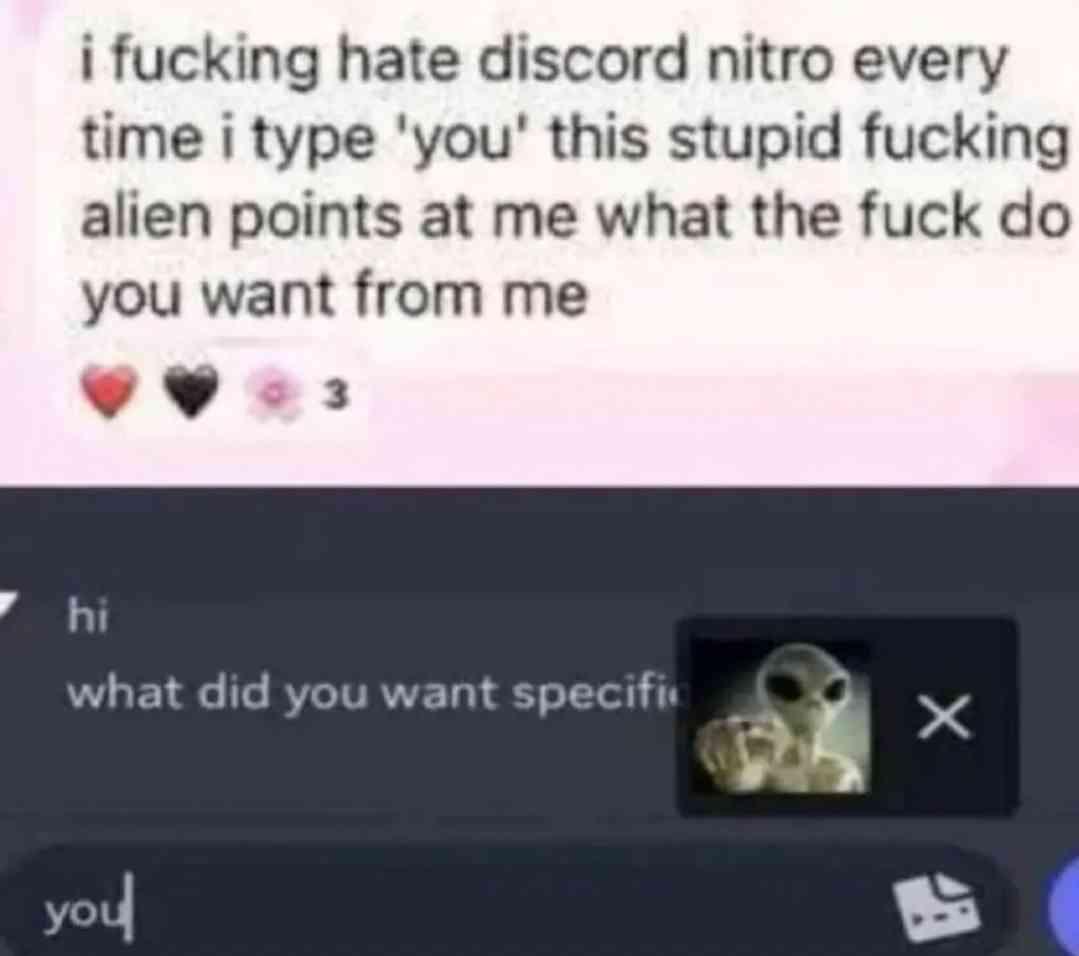 i fucking hate discord nitro every
time i type 'you' this stupid fucking
alien points at me what the fuck do
you want from me
❤️ 🖤 🌸 3
hi
what did you want specific
you